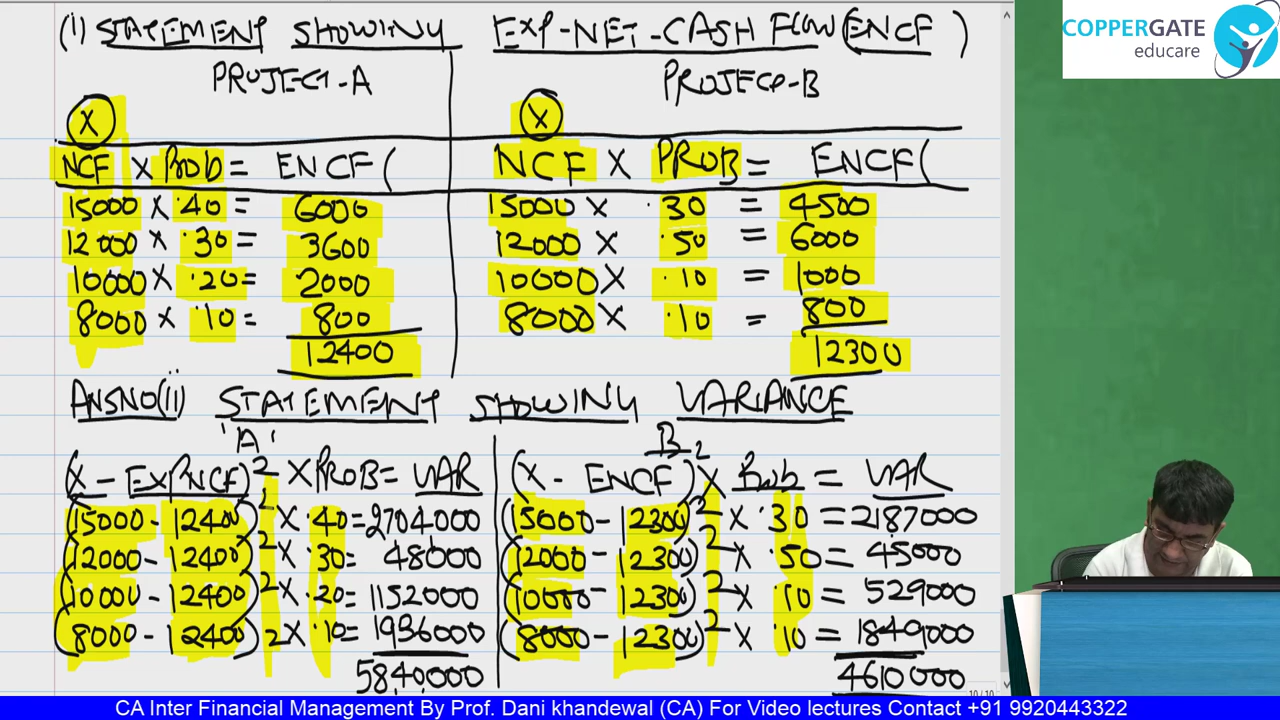 (i) STATEMENT SHOWING EXP-NET-CASH FLOW (ENCF)
PROJECT-A
PROJECT-B
X
X
NCF X Prob = ENCF (
15000 X .40 = 6000
12000 X .30 = 3600
10000 X .20 = 2000
8000 X .10 = 800
12400
NCF X PROB = ENCF (
15000 X .30 = 4500
12000 X .50 = 6000
10000 X .10 = 1000
8000 X .10 = 800
12300
ANSNO(ii) STATEMENT SHOWING VARIANCE
'A'
(X - EXPNCF)² X PROB = VAR
(15000 - 12400)² X .40 = 2704000
(12000 - 12400)² X .30 = 48000
(10000 - 12400)² X .20 = 1152000
(8000 - 12400)² X .10 = 1936000
5840000
B
(X - ENCF)² X Prob = VAR
(15000 - 12300)² X .30 = 2187000
(12000 - 12300)² X .50 = 45000
(10000 - 12300)² X .10 = 529000
(8000 - 12300)² X .10 = 1849000
4610000
10/10
COPPERGATE
educare
CA Inter Financial Management By Prof. Dani khandewal (CA) For Video lectures Contact +91 9920443322